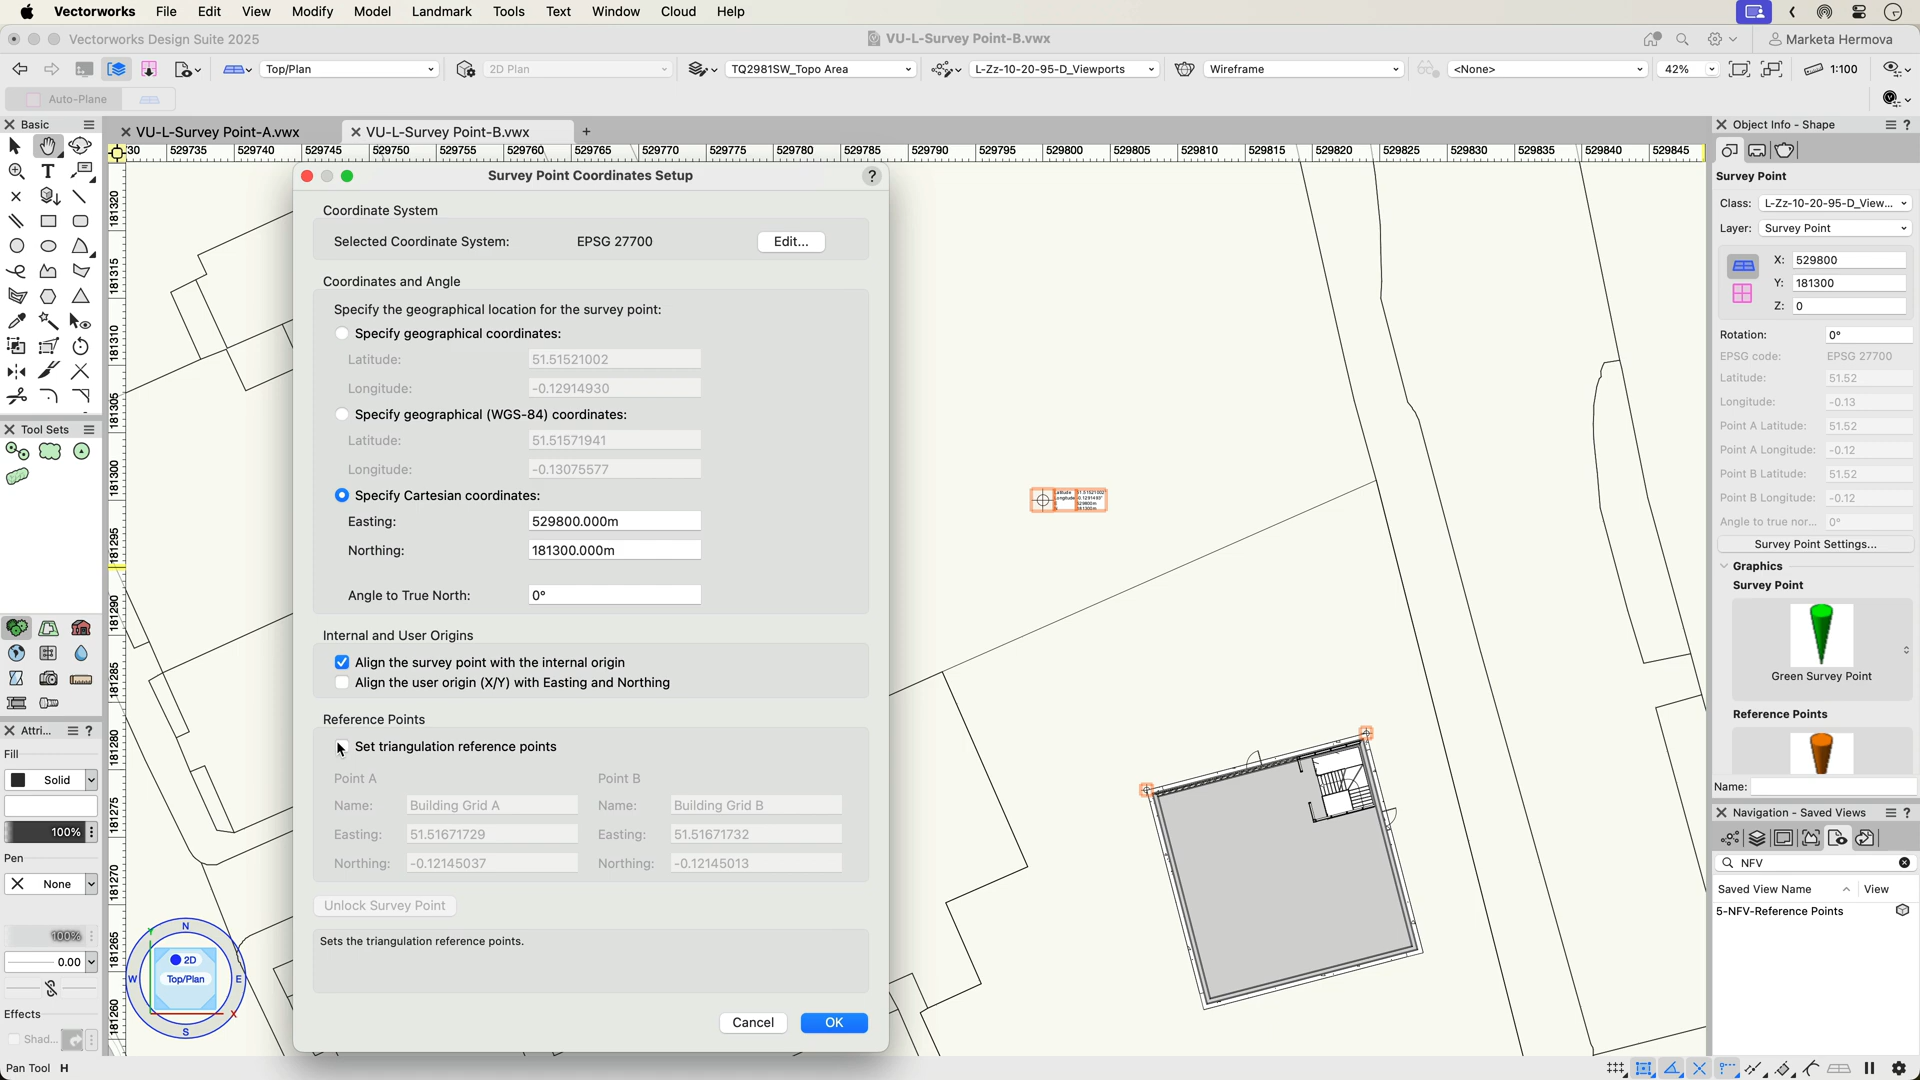 Vectorworks File Edit View Modify Model Landmark Tools Text Window Cloud Help
Vectorworks Design Suite 2025
VU-L-Survey Point-B.vwx
Marketa Hermova
Top/Plan
2D Plan
TQ2981SW_Topo Area
L-Zz-10-20-95-D_Viewports
Wireframe
<None>
42%
1:100
Auto-Plane
Basic
VU-L-Survey Point-A.vwx
VU-L-Survey Point-B.vwx
30 529735 529740 529745 529750 529755 529760 529765 529770 529775 529780 529785 529790 529795 529800 529805 529810 529815 529820 529825 529830 529835 529840 529845
181320
181315
181310
181305
181300
181295
181290
181285
181280
181275
181270
181265
181260
Tool Sets
Attri...
Fill
Solid
100%
Pen
None
100%
0.00
Effects
Shad...
Survey Point Coordinates Setup
?
Coordinate System
Selected Coordinate System: EPSG 27700
Edit...
Coordinates and Angle
Specify the geographical location for the survey point:
Specify geographical coordinates:
Latitude: 51.51521002
Longitude: -0.12914930
Specify geographical (WGS-84) coordinates:
Latitude: 51.51571941
Longitude: -0.13075577
Specify Cartesian coordinates:
Easting: 529800.000m
Northing: 181300.000m
Angle to True North: 0°
Internal and User Origins
Align the survey point with the internal origin
Align the user origin (X/Y) with Easting and Northing
Reference Points
Set triangulation reference points
Point A Point B
Name: Building Grid A Name: Building Grid B
Easting: 51.51671729 Easting: 51.51671732
Northing: -0.12145037 Northing: -0.12145013
Unlock Survey Point
Sets the triangulation reference points.
Cancel OK
N
W
E
S
2D
Top/Plan
Y
X
Object Info - Shape
?
Survey Point
Class: L-Zz-10-20-95-D_View...
Layer: Survey Point
X: 529800
Y: 181300
Z: 0
Rotation: 0°
EPSG code: EPSG 27700
Latitude: 51.52
Longitude: -0.13
Point A Latitude: 51.52
Point A Longitude: -0.12
Point B Latitude: 51.52
Point B Longitude: -0.12
Angle to true nor... 0°
Survey Point Settings...
Graphics
Survey Point
Green Survey Point
Reference Points
Name:
Navigation - Saved Views
?
NFV
Saved View Name View
5-NFV-Reference Points
Pan Tool H